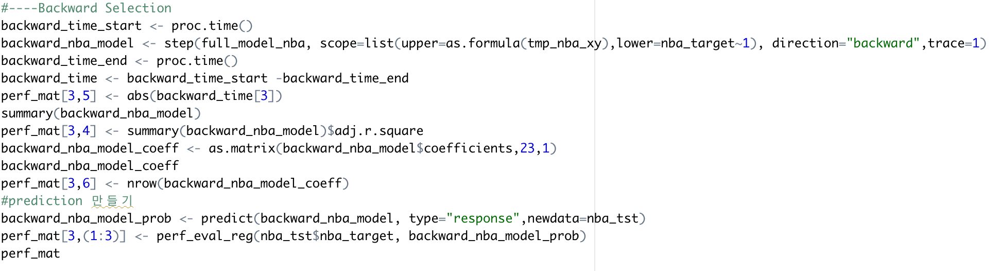 #----Backward Selection
backward_time_start <- proc.time()
backward_nba_model <- step(full_model_nba, scope=list(upper=as.formula(tmp_nba_xy),lower=nba_target~1), direction="backward",trace=1)
backward_time_end <- proc.time()
backward_time <- backward_time_start -backward_time_end
perf_mat[3,5] <- abs(backward_time[3])
summary(backward_nba_model)
perf_mat[3,4] <- summary(backward_nba_model)$adj.r.square
backward_nba_model_coeff <- as.matrix(backward_nba_model$coefficients,23,1)
backward_nba_model_coeff
perf_mat[3,6] <- nrow(backward_nba_model_coeff)
#prediction 만들기
backward_nba_model_prob <- predict(backward_nba_model, type="response",newdata=nba_tst)
perf_mat[3,(1:3)] <- perf_eval_reg(nba_tst$nba_target, backward_nba_model_prob)
perf_mat